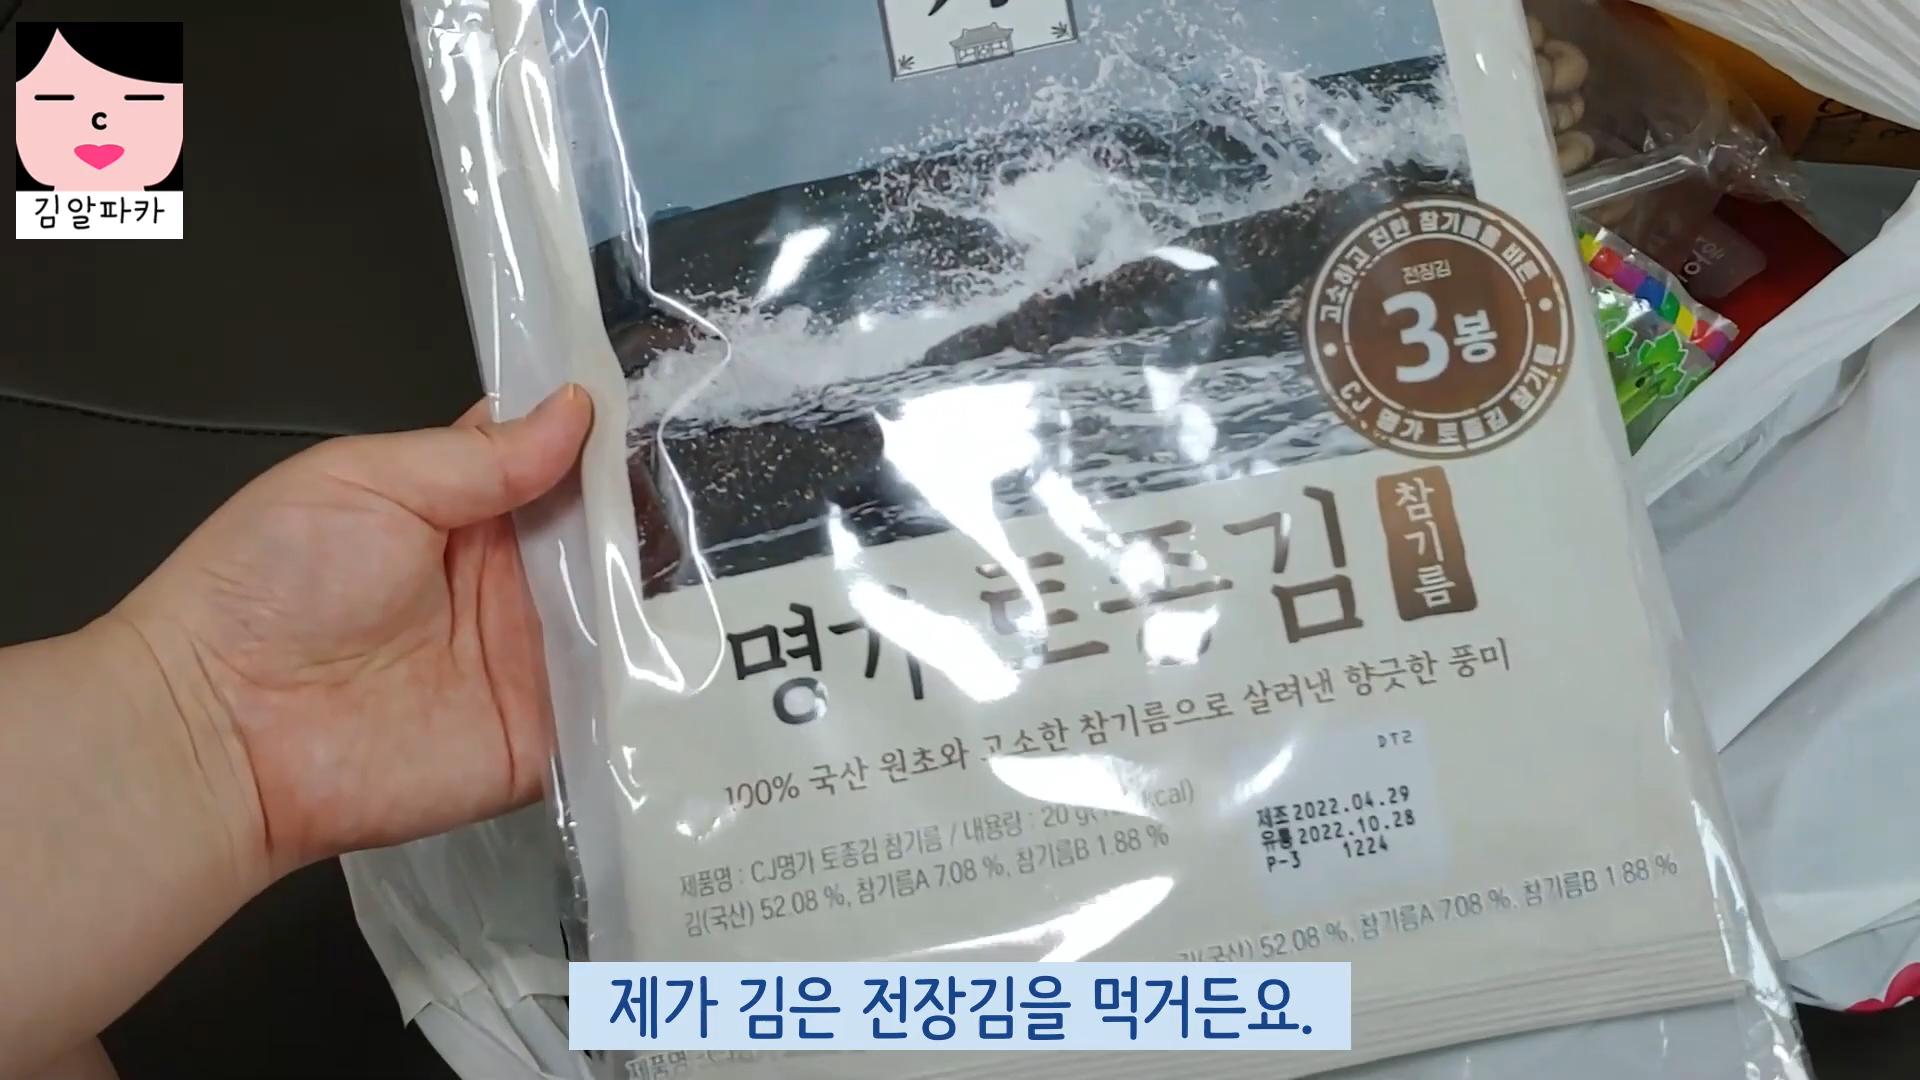 C
김알파카
고소하고 진한 참기름을 바른
전장김
3봉
CJ 명가 토종김 참기름
명가 토종김
참기름
100% 국산 원초와 고소한 참기름으로 살려낸 향긋한 풍미
DT2
제조 2022.04.29
유통 2022.10.28
P-3 1224
제품명 : CJ명가 토종김 참기름 / 내용량 : 20 g
김(국산) 52.08 %, 참기름A 7.08 %, 참기름B 1.88 %
52.08 %, 참기름A 7.08 %, 참기름B 1.88 %
제가 김은 전장김을 먹거든요.
제품명